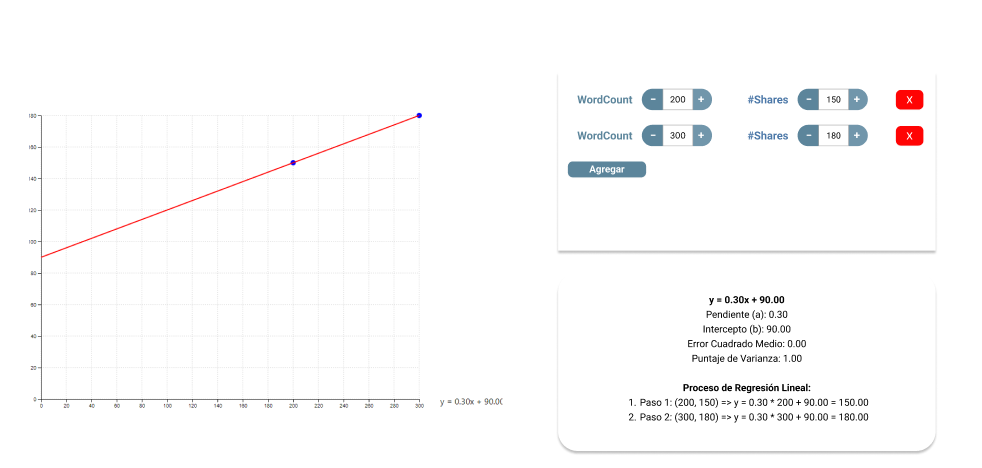 180
160
140
120
100
80
60
40
20
0
0 20 40 60 80 100 120 140 160 180 200 220 240 260 280 300
y = 0.30x + 90.00
WordCount − 200 + #Shares − 150 + X
WordCount − 300 + #Shares − 180 + X
Agregar
y = 0.30x + 90.00
Pendiente (a): 0.30
Intercepto (b): 90.00
Error Cuadrado Medio: 0.00
Puntaje de Varianza: 1.00
Proceso de Regresión Lineal:
1. Paso 1: (200, 150) => y = 0.30 * 200 + 90.00 = 150.00
2. Paso 2: (300, 180) => y = 0.30 * 300 + 90.00 = 180.00